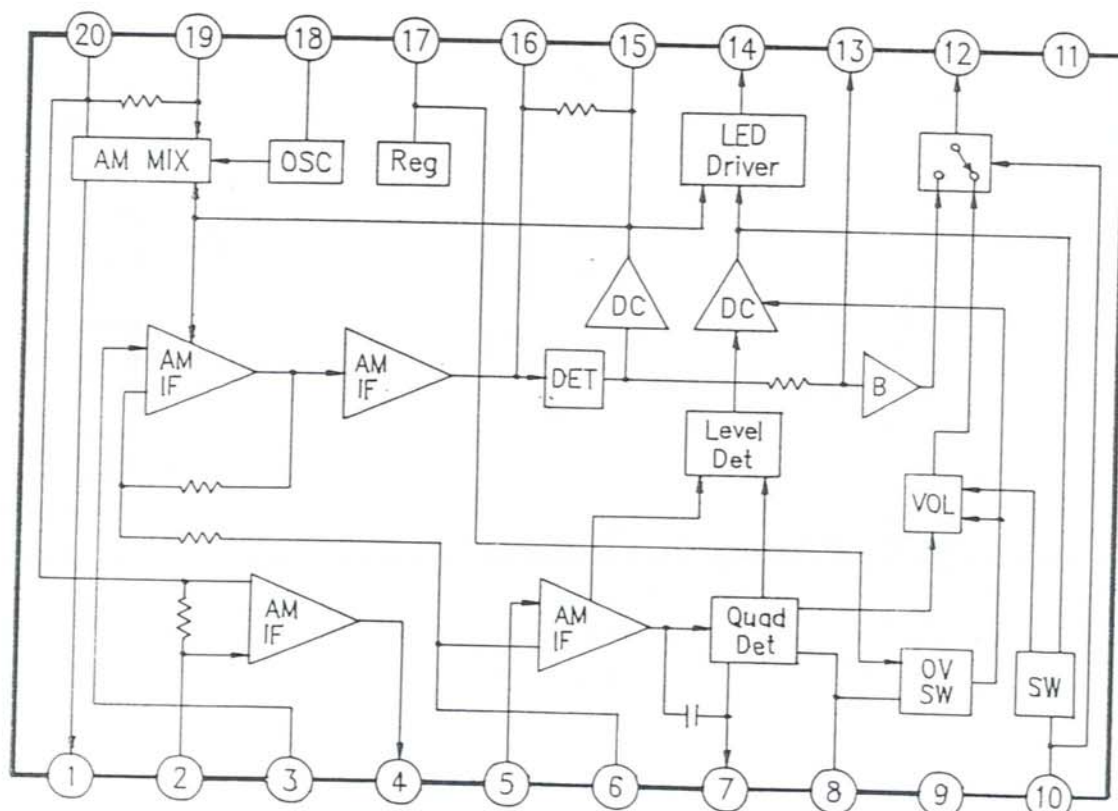 20 19 18 17 16 15 14 13 12 11
AM MIX
OSC
Reg
LED
Driver
DC
DC
AM
IF
AM
IF
DET
B
Level
Det
VOL
AM
IF
AM
IF
Quad
Det
OV
SW
SW
1 2 3 4 5 6 7 8 9 10